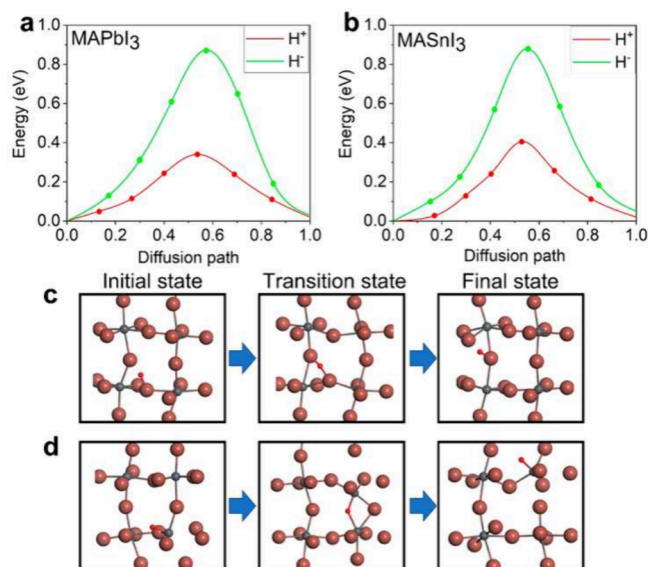 a
MAPbI3
H+
H-
Energy (eV)
1.0
0.8
0.6
0.4
0.2
0.0
0.0 0.2 0.4 0.6 0.8 1.0
Diffusion path
b
MASnI3
H+
H-
Energy (eV)
1.0
0.8
0.6
0.4
0.2
0.0
0.0 0.2 0.4 0.6 0.8 1.0
Diffusion path
c
Initial state Transition state Final state
d